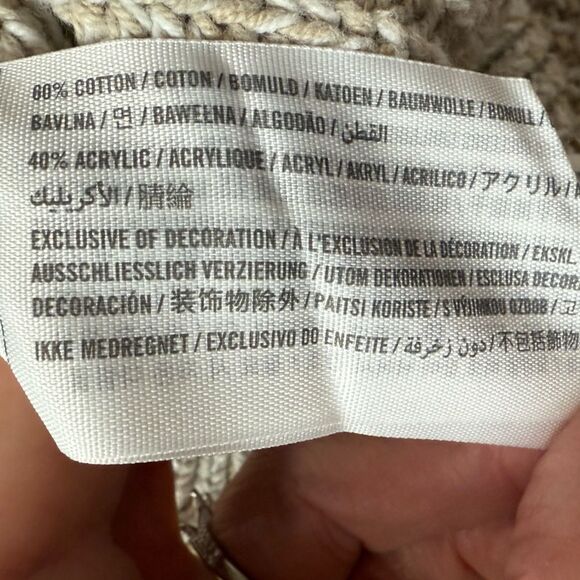 60% COTTON / COTON / BOMULD / KATOEN / BAUMWOLLE / BOMULL /
BAVLNA / 면 / BAWEŁNA / ALGODÃO / القطن
40% ACRYLIC / ACRYLIQUE / ACRYL / AKRYL / ACRILICO / アクリル /
الأكريليك / 腈纶
EXCLUSIVE OF DECORATION / À L'EXCLUSION DE LA DÉCORATION / EKSKL.
AUSSCHLIESSLICH VERZIERUNG / UTOM DEKORATIONEN / ESCLUSA DECOR
DECORACIÓN / 装飾物除外 / PAITSI KORISTE / S VÝJIMKOU OZDOB /
IKKE MEDREGNET / EXCLUSIVO DO ENFEITE / دون زخرفة / 不包括飾物